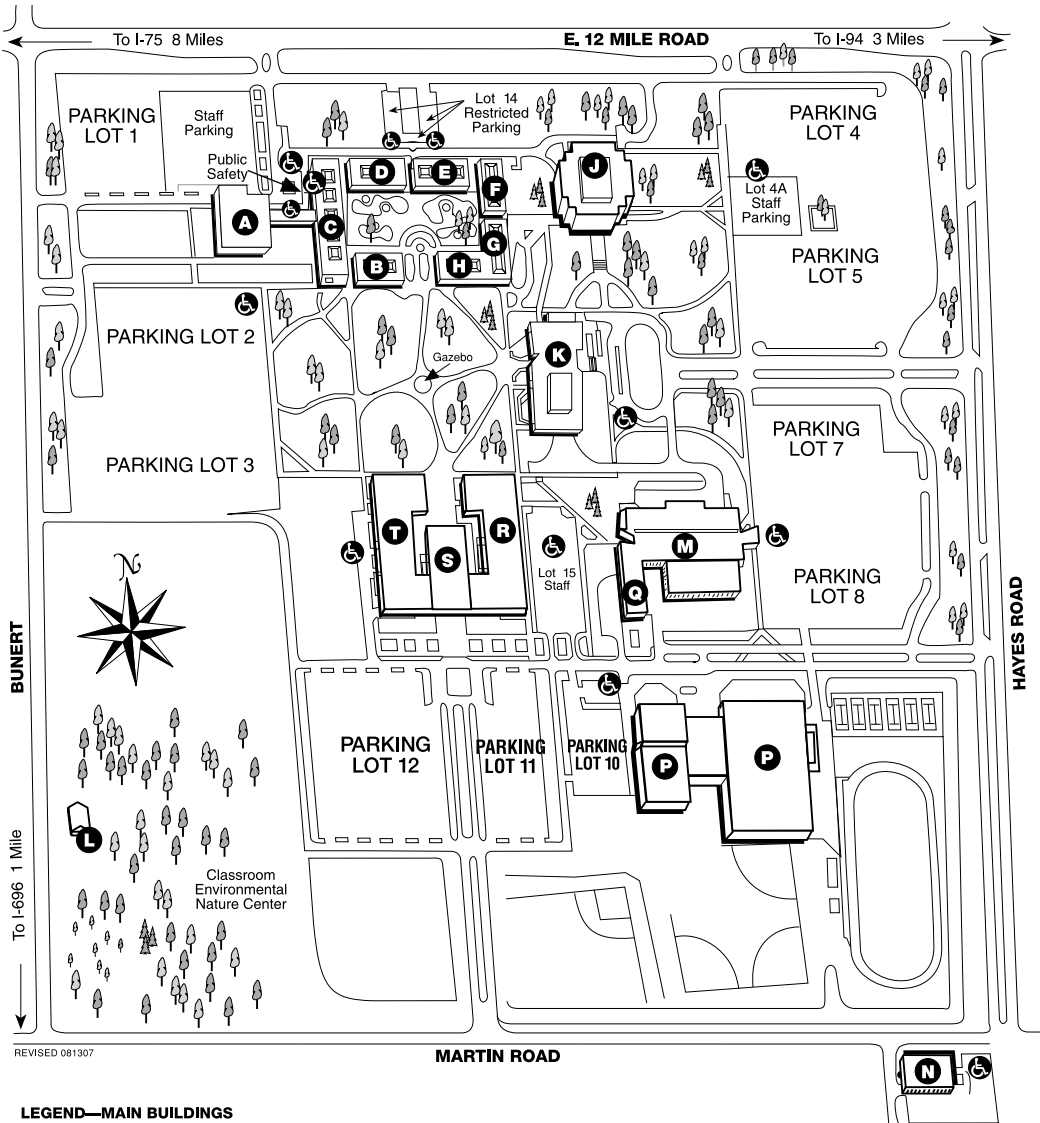 To I-75 8 Miles
E. 12 MILE ROAD
To I-94 3 Miles
PARKING
LOT 1
Staff
Parking
Public
Safety
Lot 14
Restricted
Parking
PARKING
LOT 4
Lot 4A
Staff
Parking
PARKING
LOT 5
A
C
D
E
F
J
B
H
G
PARKING LOT 2
Gazebo
K
PARKING LOT 3
PARKING
LOT 7
T
S
R
Lot 15
Staff
M
Q
PARKING
LOT 8
N
BUNERT
HAYES ROAD
PARKING
LOT 12
PARKING
LOT 11
PARKING
LOT 10
P
P
L
Classroom
Environmental
Nature Center
To I-696 1 Mile
REVISED 081307
MARTIN ROAD
N
LEGEND—MAIN BUILDINGS